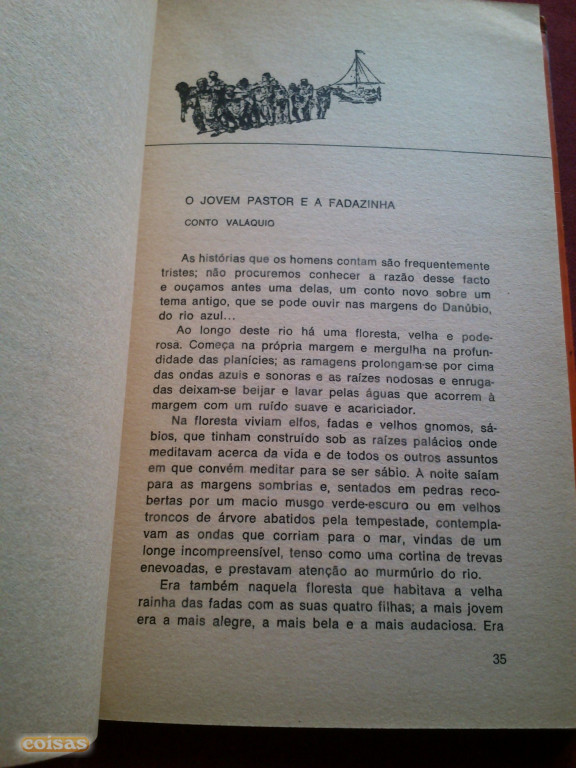 O JOVEM PASTOR E A FADAZINHA
CONTO VALÁQUIO
As histórias que os homens contam são frequentemente
tristes; não procuremos conhecer a razão desse facto
e ouçamos antes uma delas, um conto novo sobre um
tema antigo, que se pode ouvir nas margens do Danúbio,
do rio azul...
Ao longo deste rio há uma floresta, velha e pode-
rosa. Começa na própria margem e mergulha na profun-
didade das planícies; as ramagens prolongam-se por cima
das ondas azuis e sonoras e as raízes nodosas e enruga-
das deixam-se beijar e lavar pelas águas que acorrem à
margem com um ruído suave e acariciador.
Na floresta viviam elfos, fadas e velhos gnomos, sá-
bios, que tinham construído sob as raízes palácios onde
meditavam acerca da vida e de todos os outros assuntos
em que convém meditar para se ser sábio. À noite saíam
para as margens sombrias e, sentados em pedras reco-
bertas por um macio musgo verde-escuro ou em velhos
troncos de árvore abatidos pela tempestade, contempla-
vam as ondas que corriam para o mar, vindas de um
longe incompreensível, tenso como uma cortina de trevas
enevoadas, e prestavam atenção ao murmúrio do rio.
Era também naquela floresta que habitava a velha
rainha das fadas com as suas quatro filhas; a mais jovem
era a mais alegre, a mais bela e a mais audaciosa. Era
35
coisas